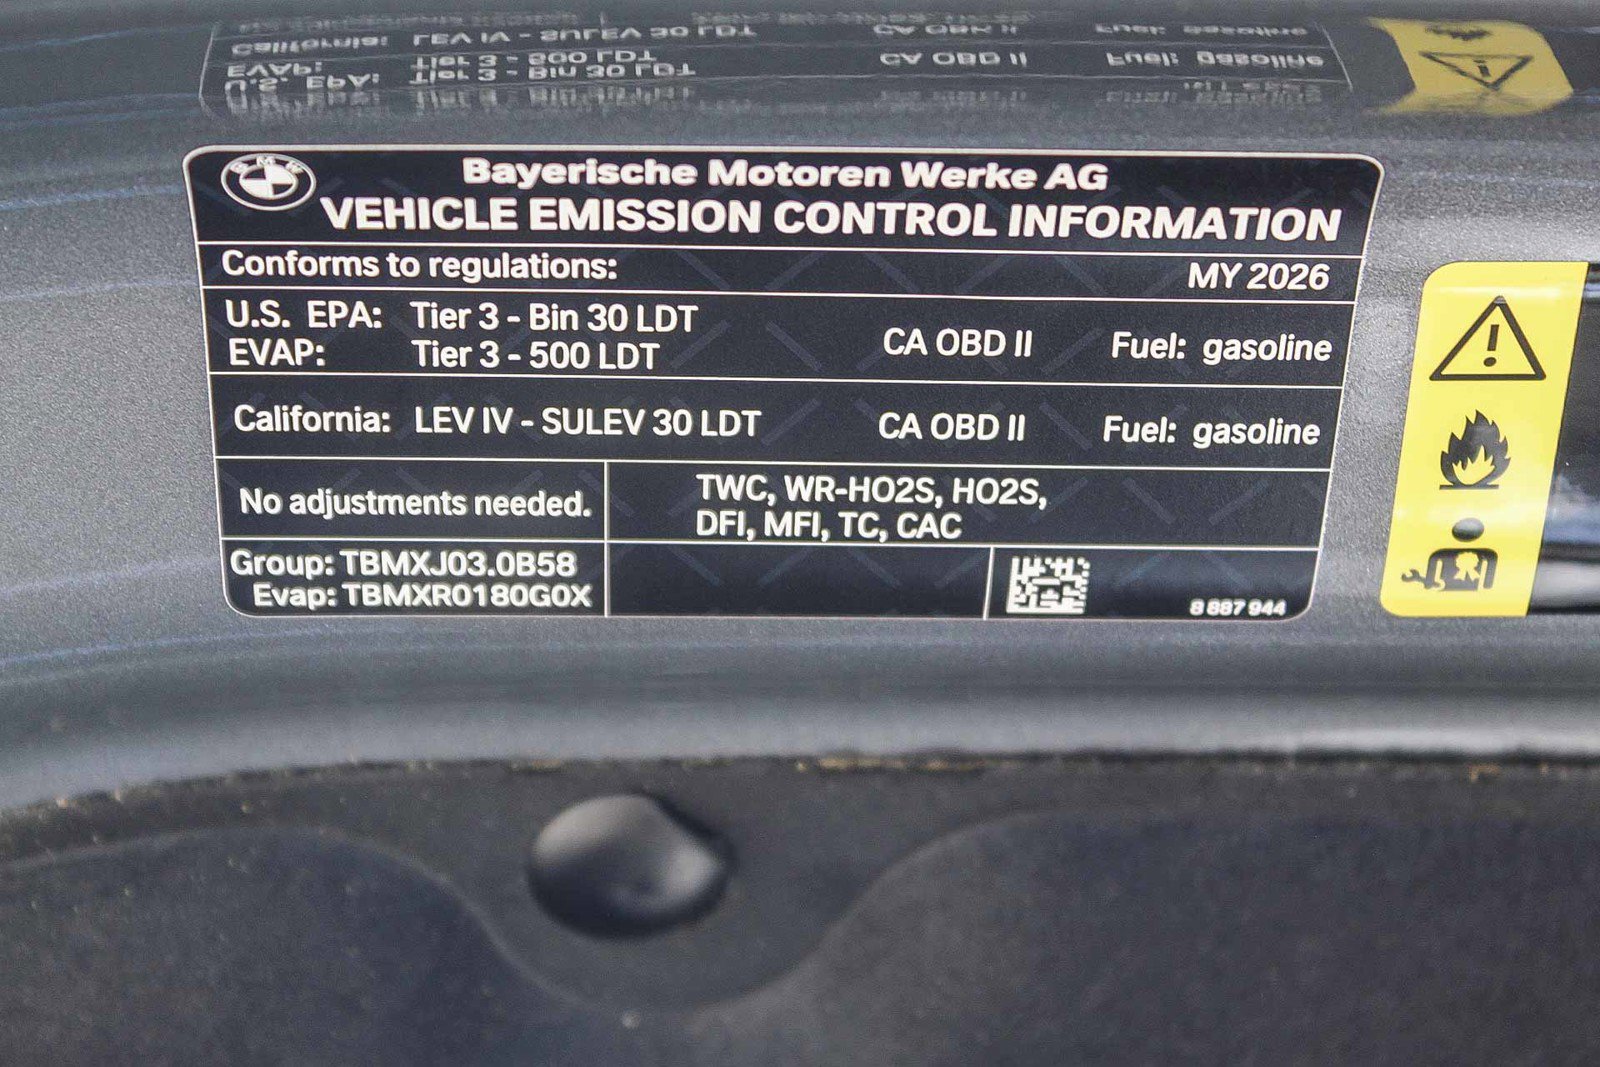 BMW
Bayerische Motoren Werke AG
VEHICLE EMISSION CONTROL INFORMATION
Conforms to regulations: MY 2026
U.S. EPA: Tier 3 - Bin 30 LDT
EVAP: Tier 3 - 500 LDT CA OBD II Fuel: gasoline
California: LEV IV - SULEV 30 LDT CA OBD II Fuel: gasoline
No adjustments needed.
TWC, WR-HO2S, HO2S,
DFI, MFI, TC, CAC
Group: TBMXJ03.0B58
Evap: TBMXR0180G0X
8 887 944